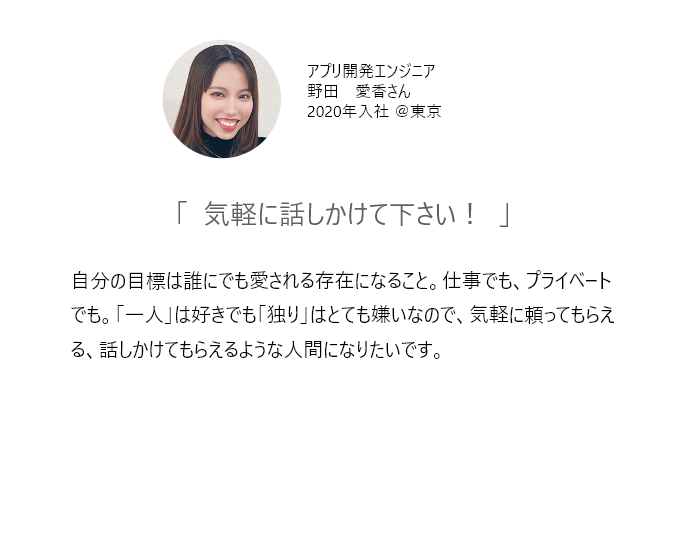 アプリ開発エンジニア
野田　愛香さん
2020年入社 ＠東京
「　気軽に話しかけて下さい！　」
自分の目標は誰にでも愛される存在になること。仕事でも、プライベート
でも。「一人」は好きでも「独り」はとても嫌いなので、気軽に頼ってもらえ
る、話しかけてもらえるような人間になりたいです。